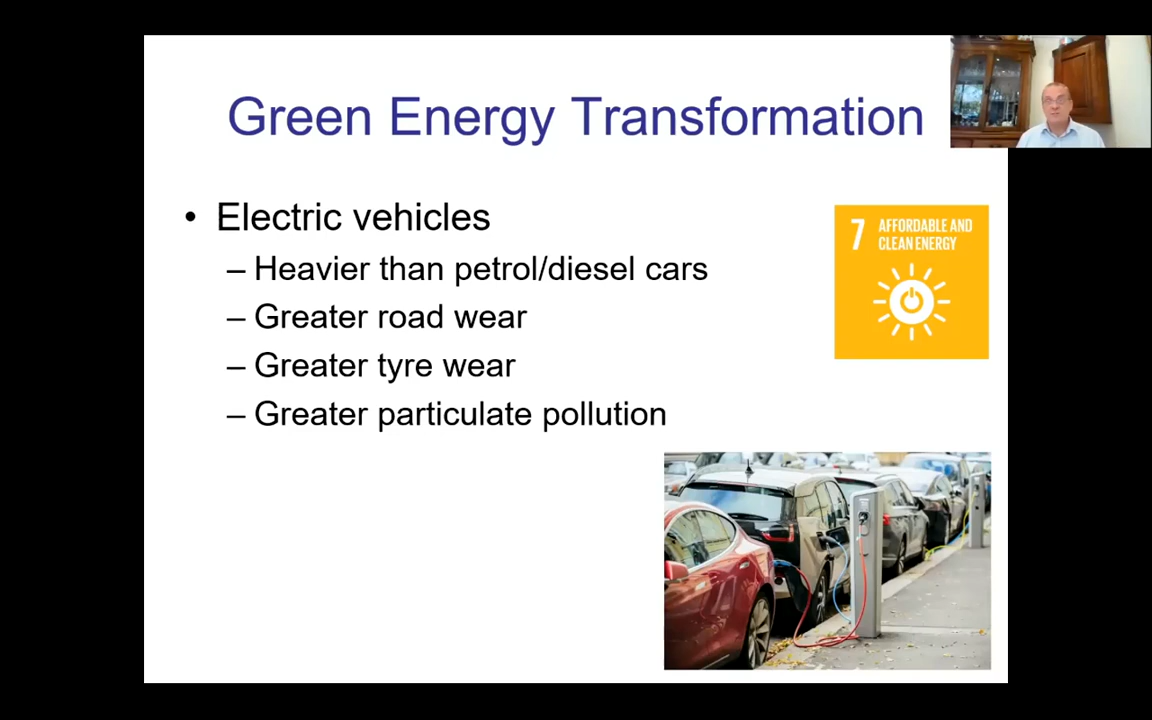 Green Energy Transformation
• Electric vehicles
– Heavier than petrol/diesel cars
– Greater road wear
– Greater tyre wear
– Greater particulate pollution
7 AFFORDABLE AND
CLEAN ENERGY